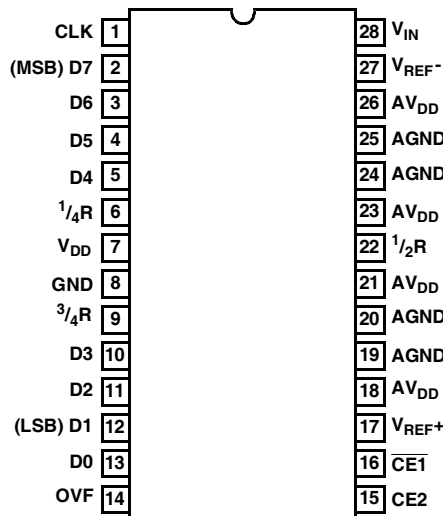 CLK 1 28 VIN
(MSB) D7 2 27 VREF-
D6 3 26 AVDD
D5 4 25 AGND
D4 5 24 AGND
1/4R 6 23 AVDD
VDD 7 22 1/2R
GND 8 21 AVDD
3/4R 9 20 AGND
D3 10 19 AGND
D2 11 18 AVDD
(LSB) D1 12 17 VREF+
D0 13 16 CE1
OVF 14 15 CE2